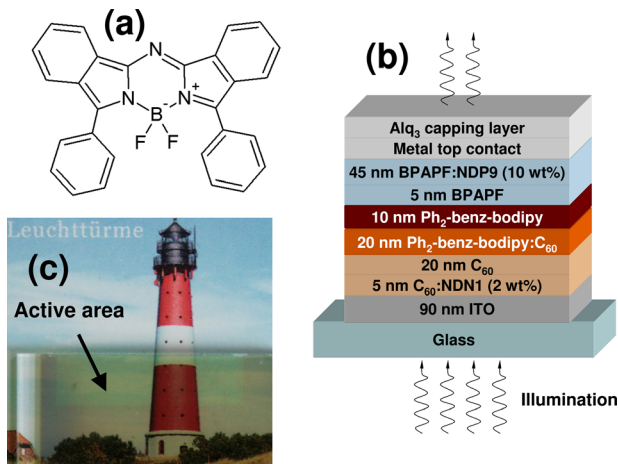 (a)
N
N
N
+
B
-
F
F
(b)
Alq3 capping layer
Metal top contact
45 nm BPAPF:NDP9 (10 wt%)
5 nm BPAPF
10 nm Ph2-benz-bodipy
20 nm Ph2-benz-bodipy:C60
20 nm C60
5 nm C60:NDN1 (2 wt%)
90 nm ITO
Glass
Illumination
Leuchttürme
(c)
Active area